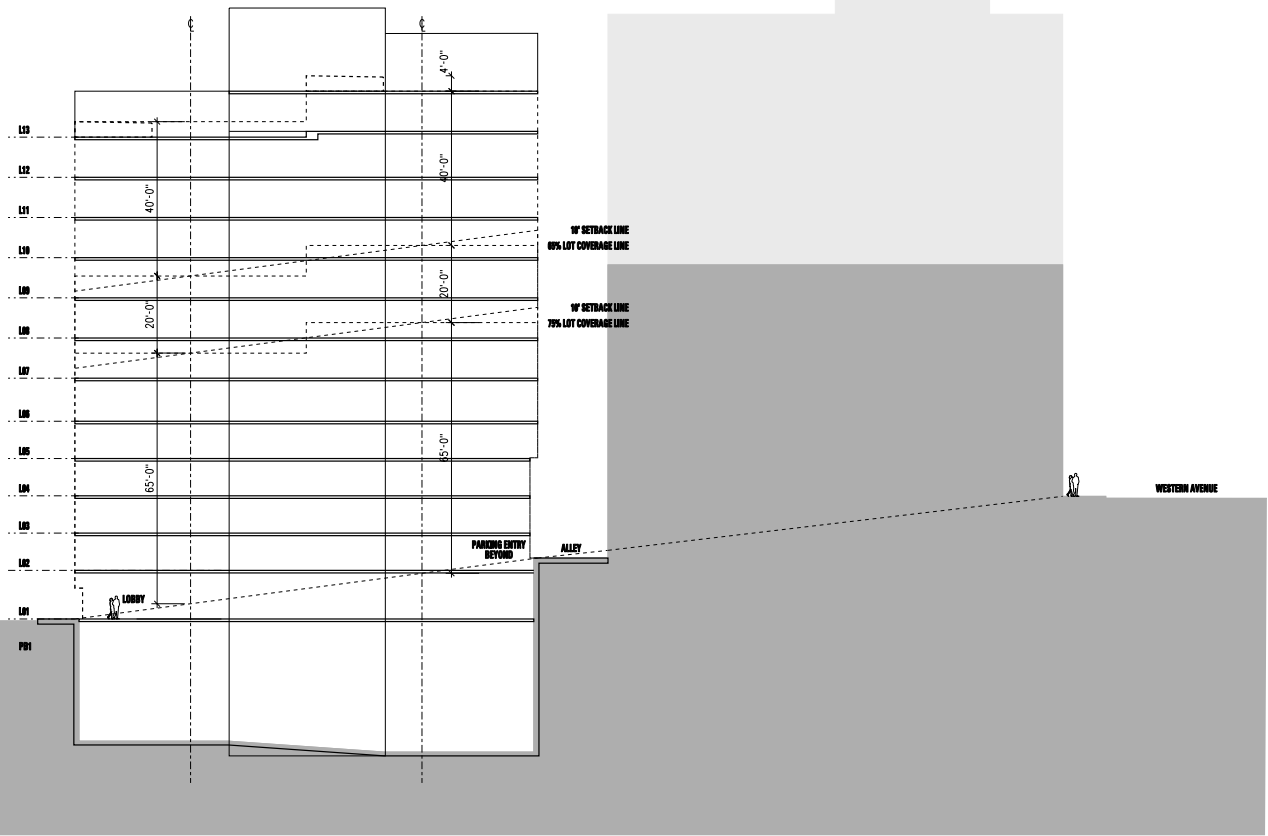 ℄
℄
4'-0"
L13
L12
40'-0"
L11
40'-0"
10' SETBACK LINE
L10
65% LOT COVERAGE LINE
L09
20'-0"
10' SETBACK LINE
20'-0"
75% LOT COVERAGE LINE
L08
L07
L06
L05
65'-0"
65'-0"
L04
WESTERN AVENUE
L03
PARKING ENTRY
BEYOND
ALLEY
L02
LOBBY
L01
PB1